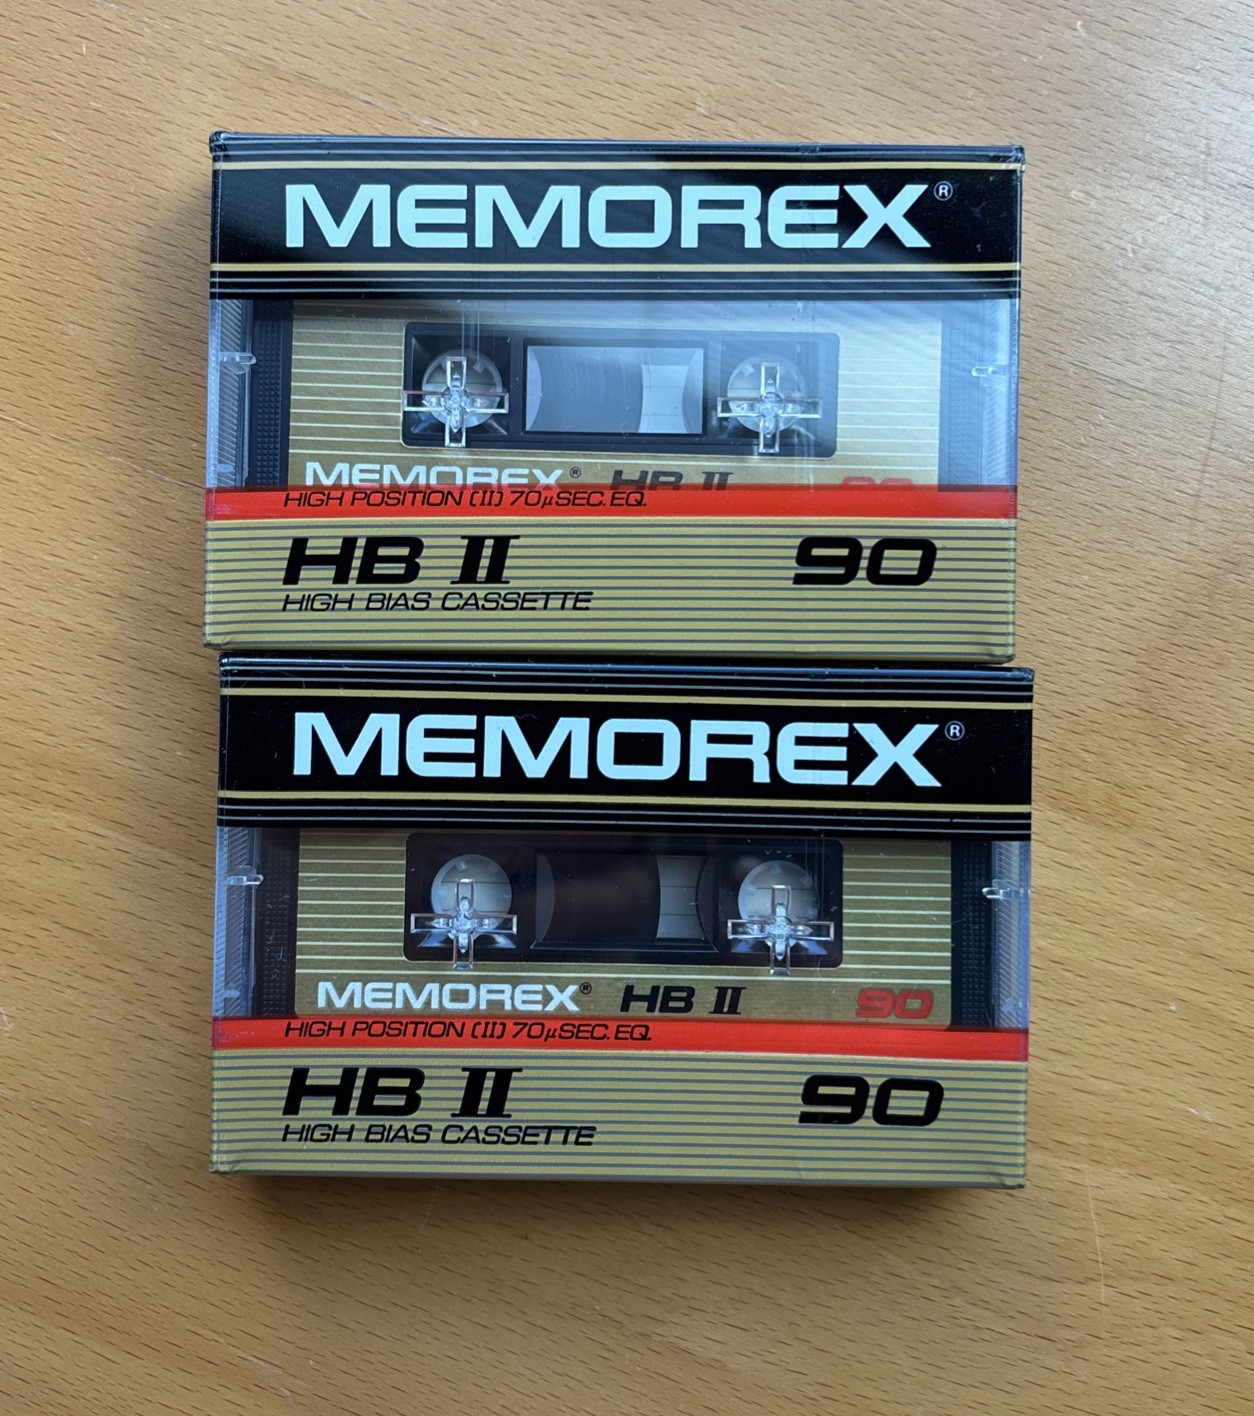 MEMOREX®
MEMOREX® HB II 90
HIGH POSITION (II) 70μSEC. EQ.
HB II 90
HIGH BIAS CASSETTE
MEMOREX®
MEMOREX® HB II 90
HIGH POSITION (II) 70μSEC. EQ.
HB II 90
HIGH BIAS CASSETTE